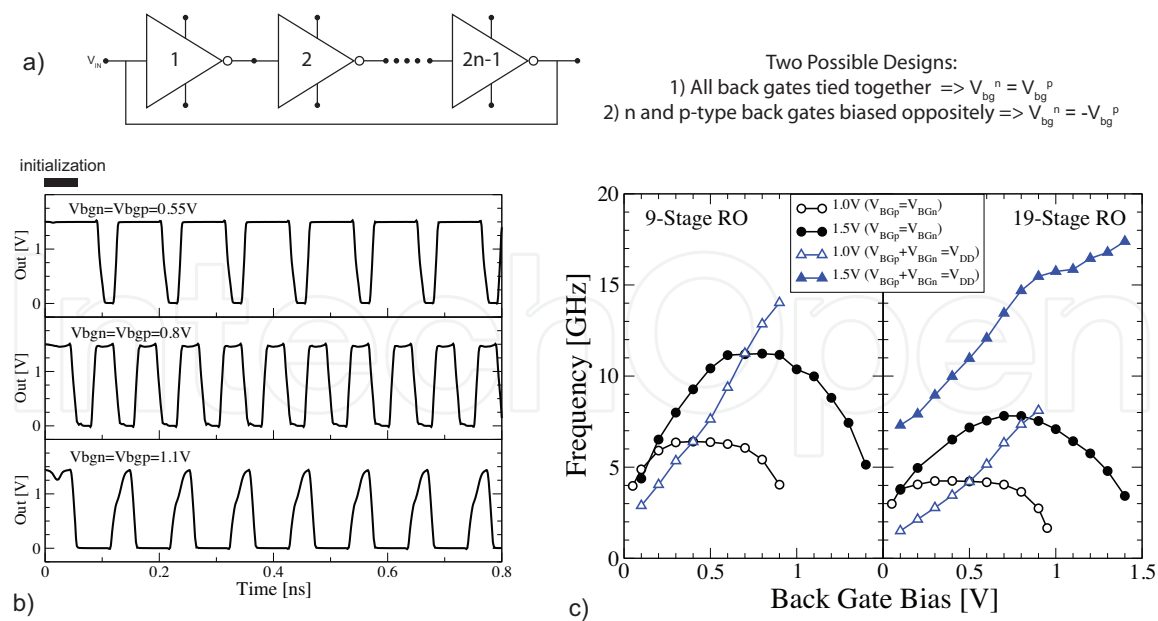 a)
V_IN
1
2
2n-1
Two Possible Designs:
1) All back gates tied together => V_bg^n = V_bg^p
2) n and p-type back gates biased oppositely => V_bg^n = -V_bg^p
initialization
Vbgn=Vbgp=0.55V
Out [V]
1
0
Vbgn=Vbgp=0.8V
Out [V]
1
0
Vbgn=Vbgp=1.1V
Out [V]
1
0
0 0.2 0.4 0.6 0.8
Time [ns]
b)
9-Stage RO
19-Stage RO
1.0V (V_BGp=V_BGn)
1.5V (V_BGp=V_BGn)
1.0V (V_BGp+V_BGn=V_DD)
1.5V (V_BGp+V_BGn=V_DD)
Frequency [GHz]
20
15
10
5
0
0 0.5 1 0 0.5 1 1.5
Back Gate Bias [V]
c)
IntechOpen